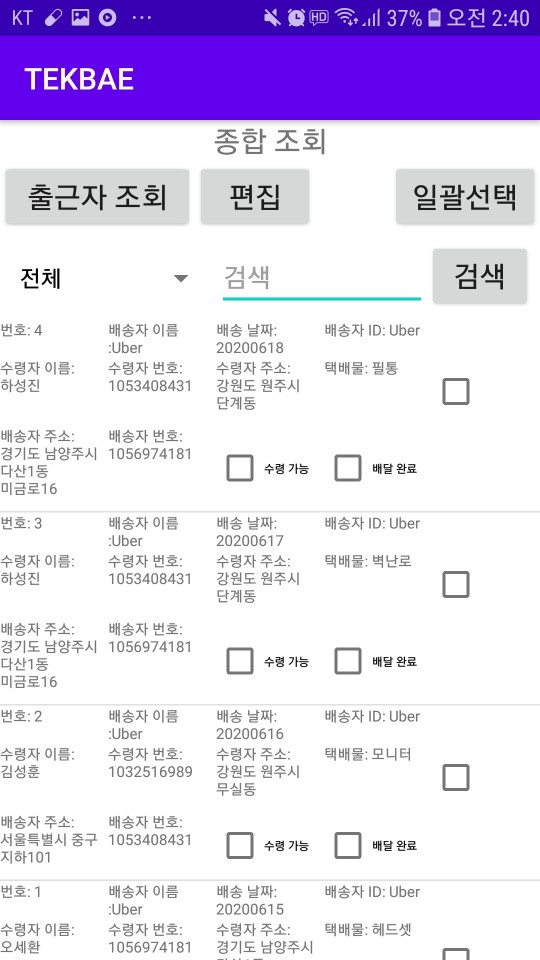 KT ... HD 37% 오전 2:40
TEKBAE
종합 조회
출근자 조회 편집 일괄선택
전체 검색 검색
번호: 4 배송자 이름 배송 날짜: 배송자 ID: Uber
:Uber 20200618
수령자 이름: 수령자 번호: 수령자 주소: 택배물: 필통
하성진 1053408431 강원도 원주시
단계동
배송자 주소: 배송자 번호:
경기도 남양주시 1056974181
다산1동 수령 가능 배달 완료
미금로16
번호: 3 배송자 이름 배송 날짜: 배송자 ID: Uber
:Uber 20200617
수령자 이름: 수령자 번호: 수령자 주소: 택배물: 벽난로
하성진 1053408431 강원도 원주시
단계동
배송자 주소: 배송자 번호:
경기도 남양주시 1056974181
다산1동 수령 가능 배달 완료
미금로16
번호: 2 배송자 이름 배송 날짜: 배송자 ID: Uber
:Uber 20200616
수령자 이름: 수령자 번호: 수령자 주소: 택배물: 모니터
김성훈 1032516989 강원도 원주시
무실동
배송자 주소: 배송자 번호:
서울특별시 중구 1053408431 수령 가능 배달 완료
지하101
번호: 1 배송자 이름 배송 날짜: 배송자 ID: Uber
:Uber 20200615
수령자 이름: 수령자 번호: 수령자 주소: 택배물: 헤드셋
오세환 1056974181 경기도 남양주시